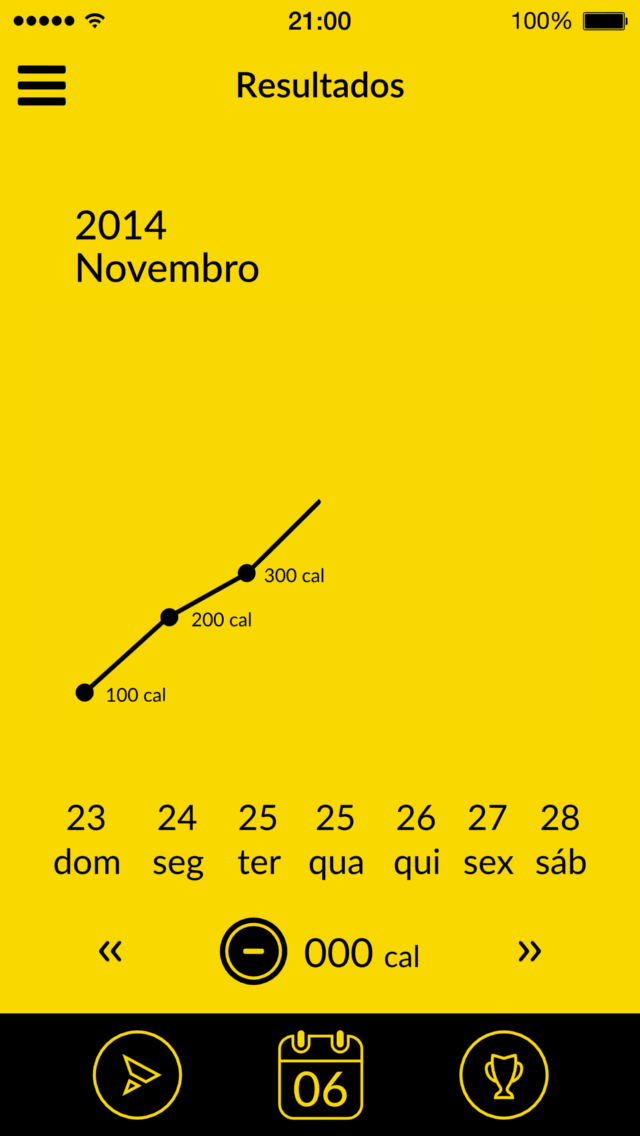 21:00 100%
Resultados
2014
Novembro
300 cal
200 cal
100 cal
23 24 25 25 26 27 28
dom seg ter qua qui sex sáb
« 000 cal »
06